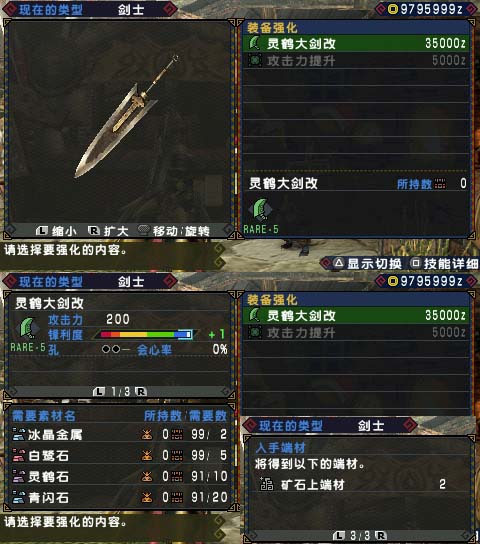 现在的类型 剑士
9795999z
装备强化
灵鹤大剑改 35000z
攻击力提升 5000z
灵鹤大剑改 所持数 0
RARE-5
L 缩小 R 扩大 移动/旋转
请选择要强化的内容。
△显示切换 □技能详细
现在的类型 剑士
9795999z
灵鹤大剑改
攻击力 200
锋利度 +1
RARE-5
孔 ●●— 会心率 0%
L 1/3 R
装备强化
灵鹤大剑改 35000z
攻击力提升 5000z
需要素材名 所持数/需要数
冰晶金属 0 99/ 2
白鹭石 0 99/ 5
灵鹤石 0 91/10
青闪石 0 91/20
请选择要强化的内容。
现在的类型 剑士
入手端材
将得到以下的端材。
矿石上端材 2
L 3/3 R